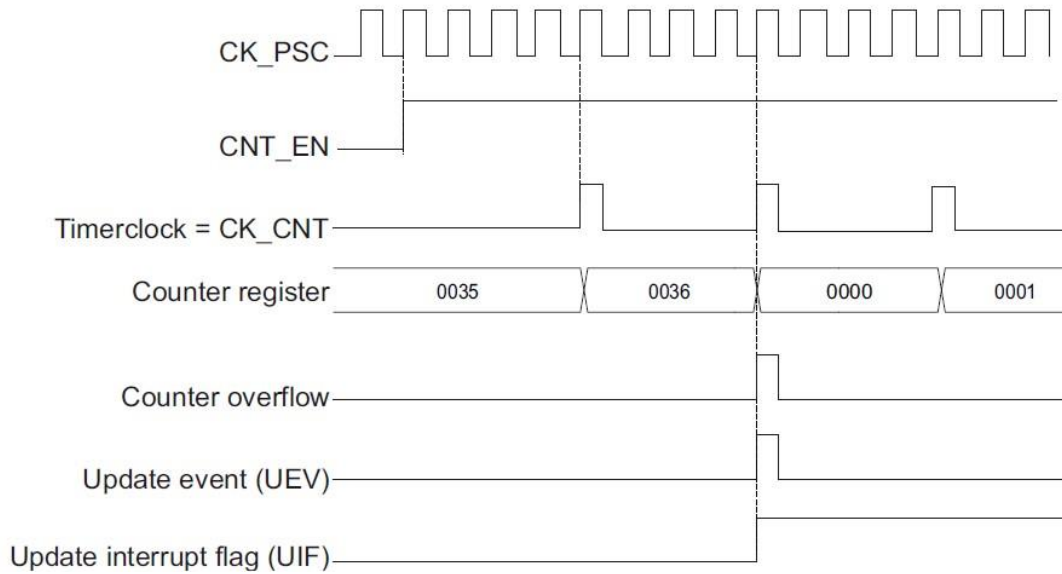 CK_PSC
CNT_EN
Timerclock = CK_CNT
Counter register
0035
0036
0000
0001
Counter overflow
Update event (UEV)
Update interrupt flag (UIF)